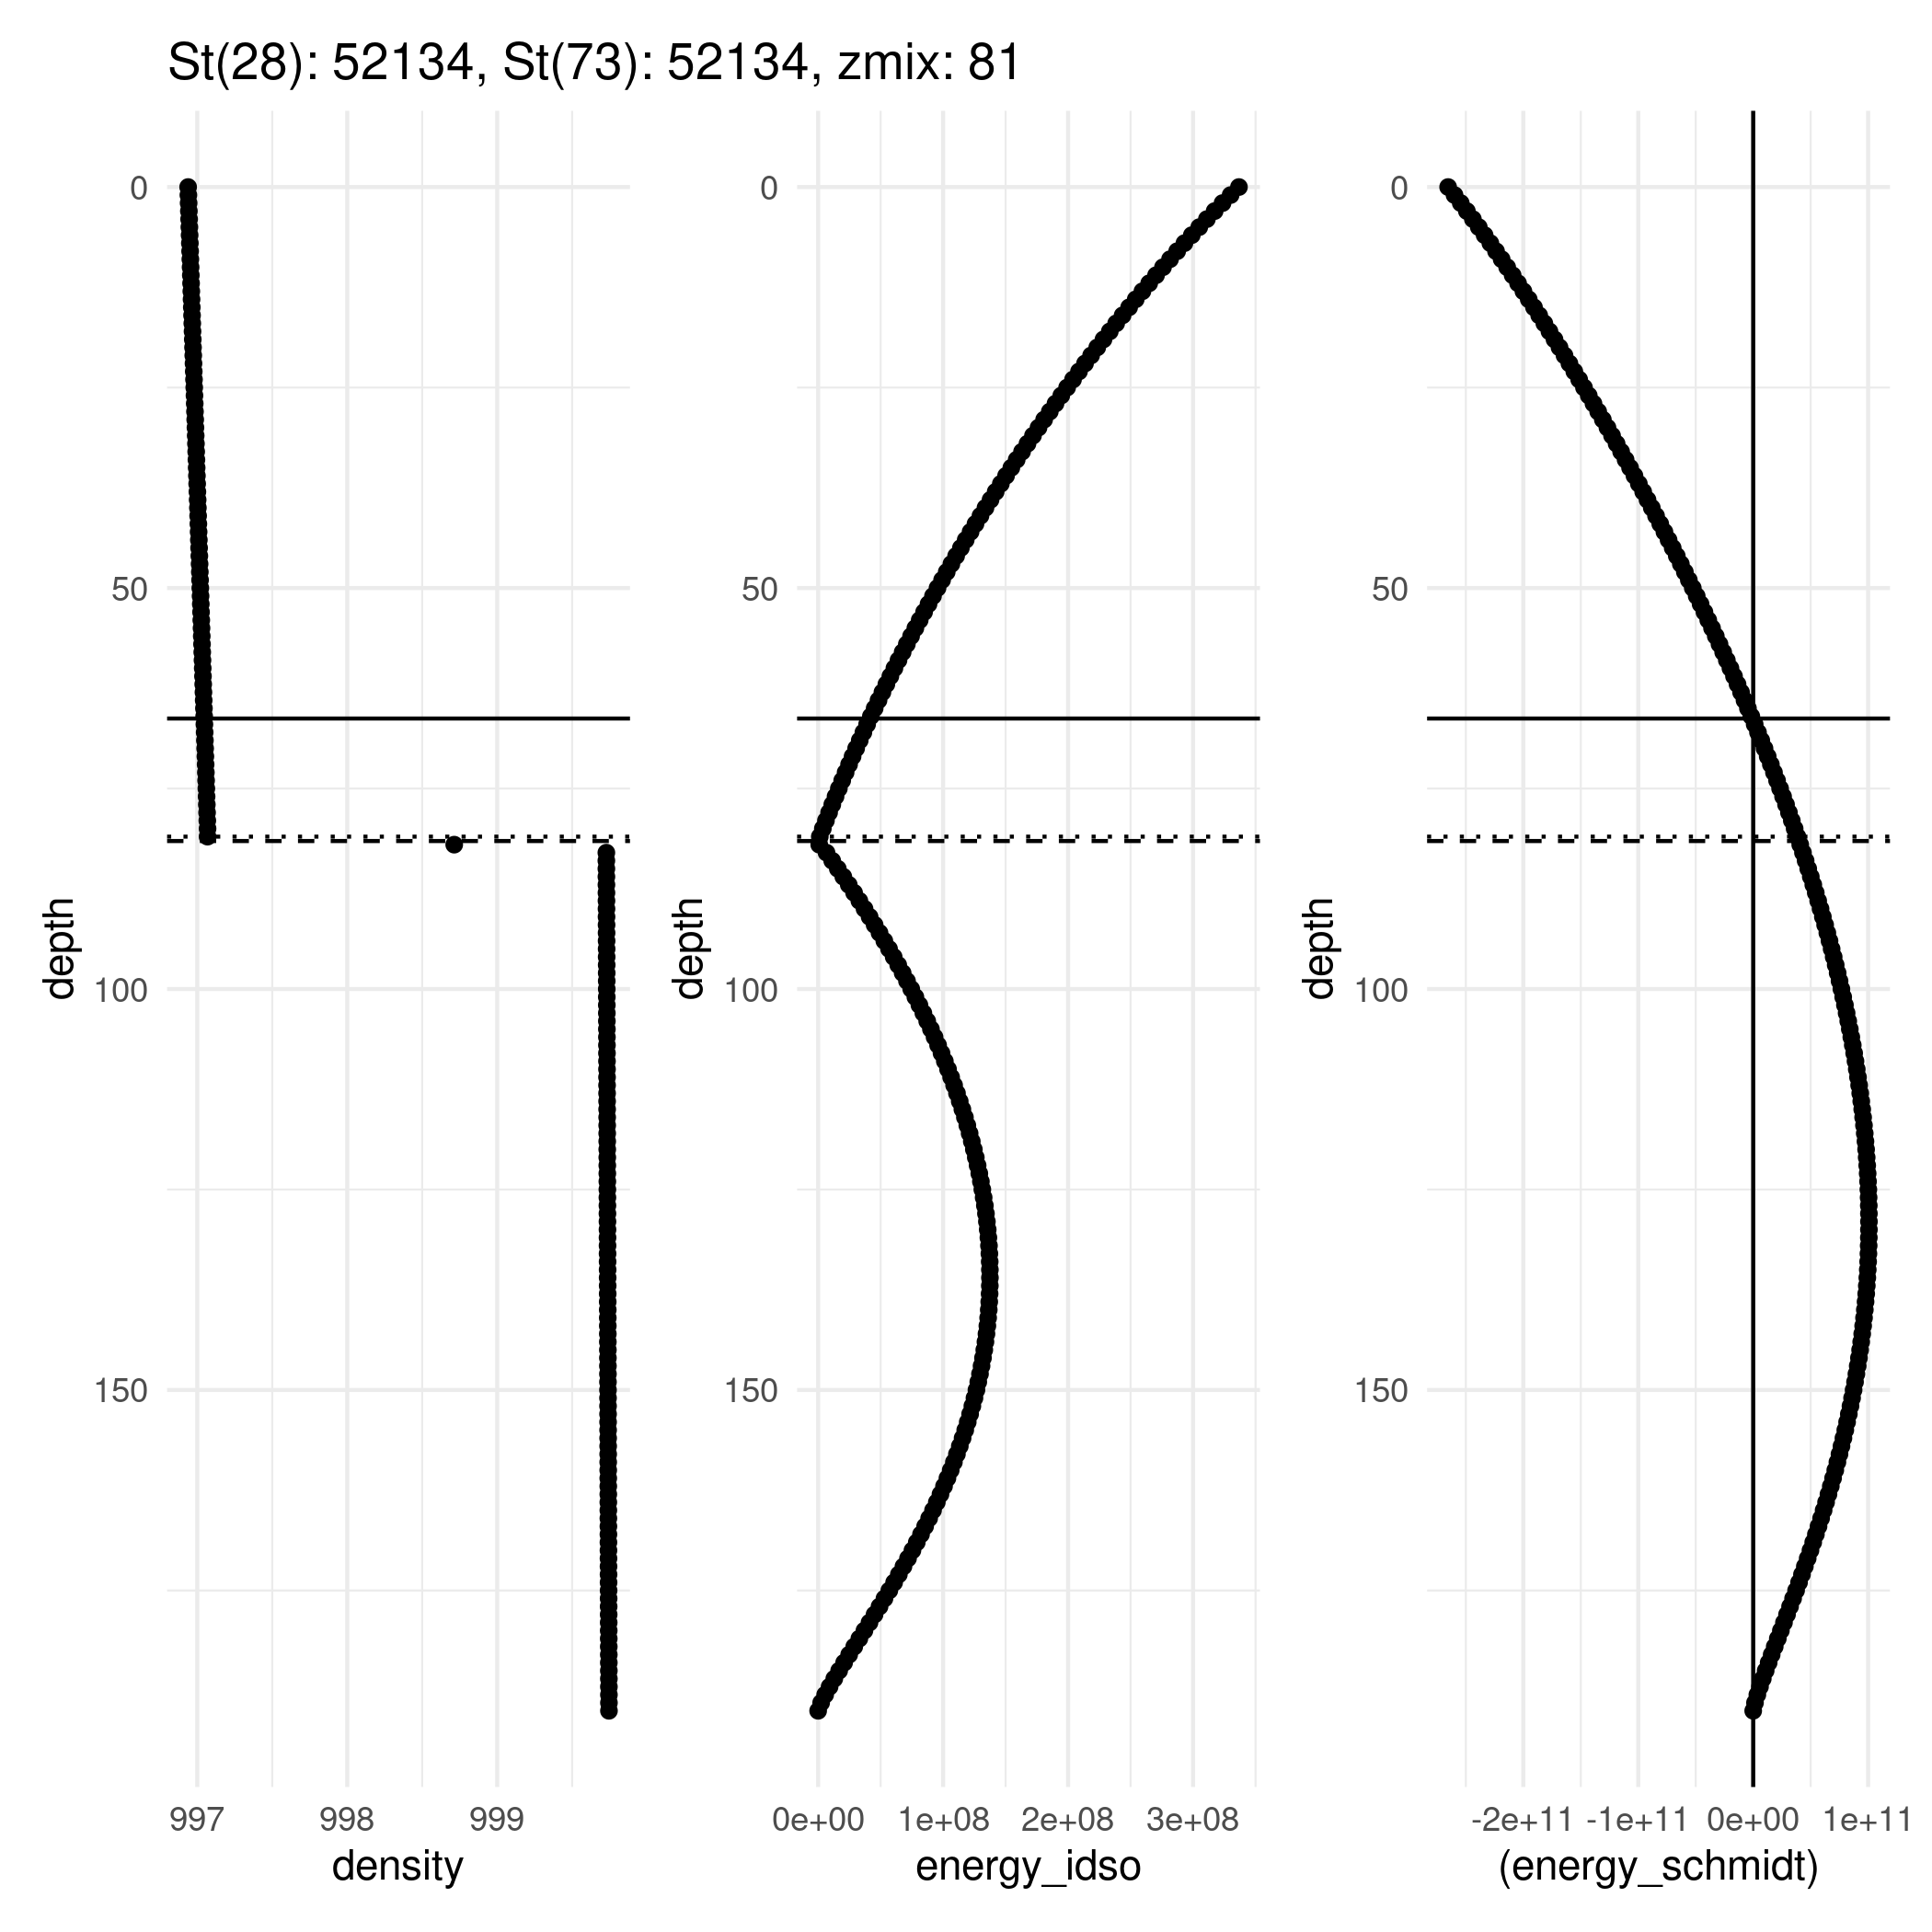 St(28): 52134, St(73): 52134, zmix: 81
0
50
100
150
depth
997 998 999
density
0
50
100
150
depth
0e+00 1e+08 2e+08 3e+08
energy_idso
0
50
100
150
depth
-2e+11 -1e+11 0e+00 1e+11
(energy_schmidt)